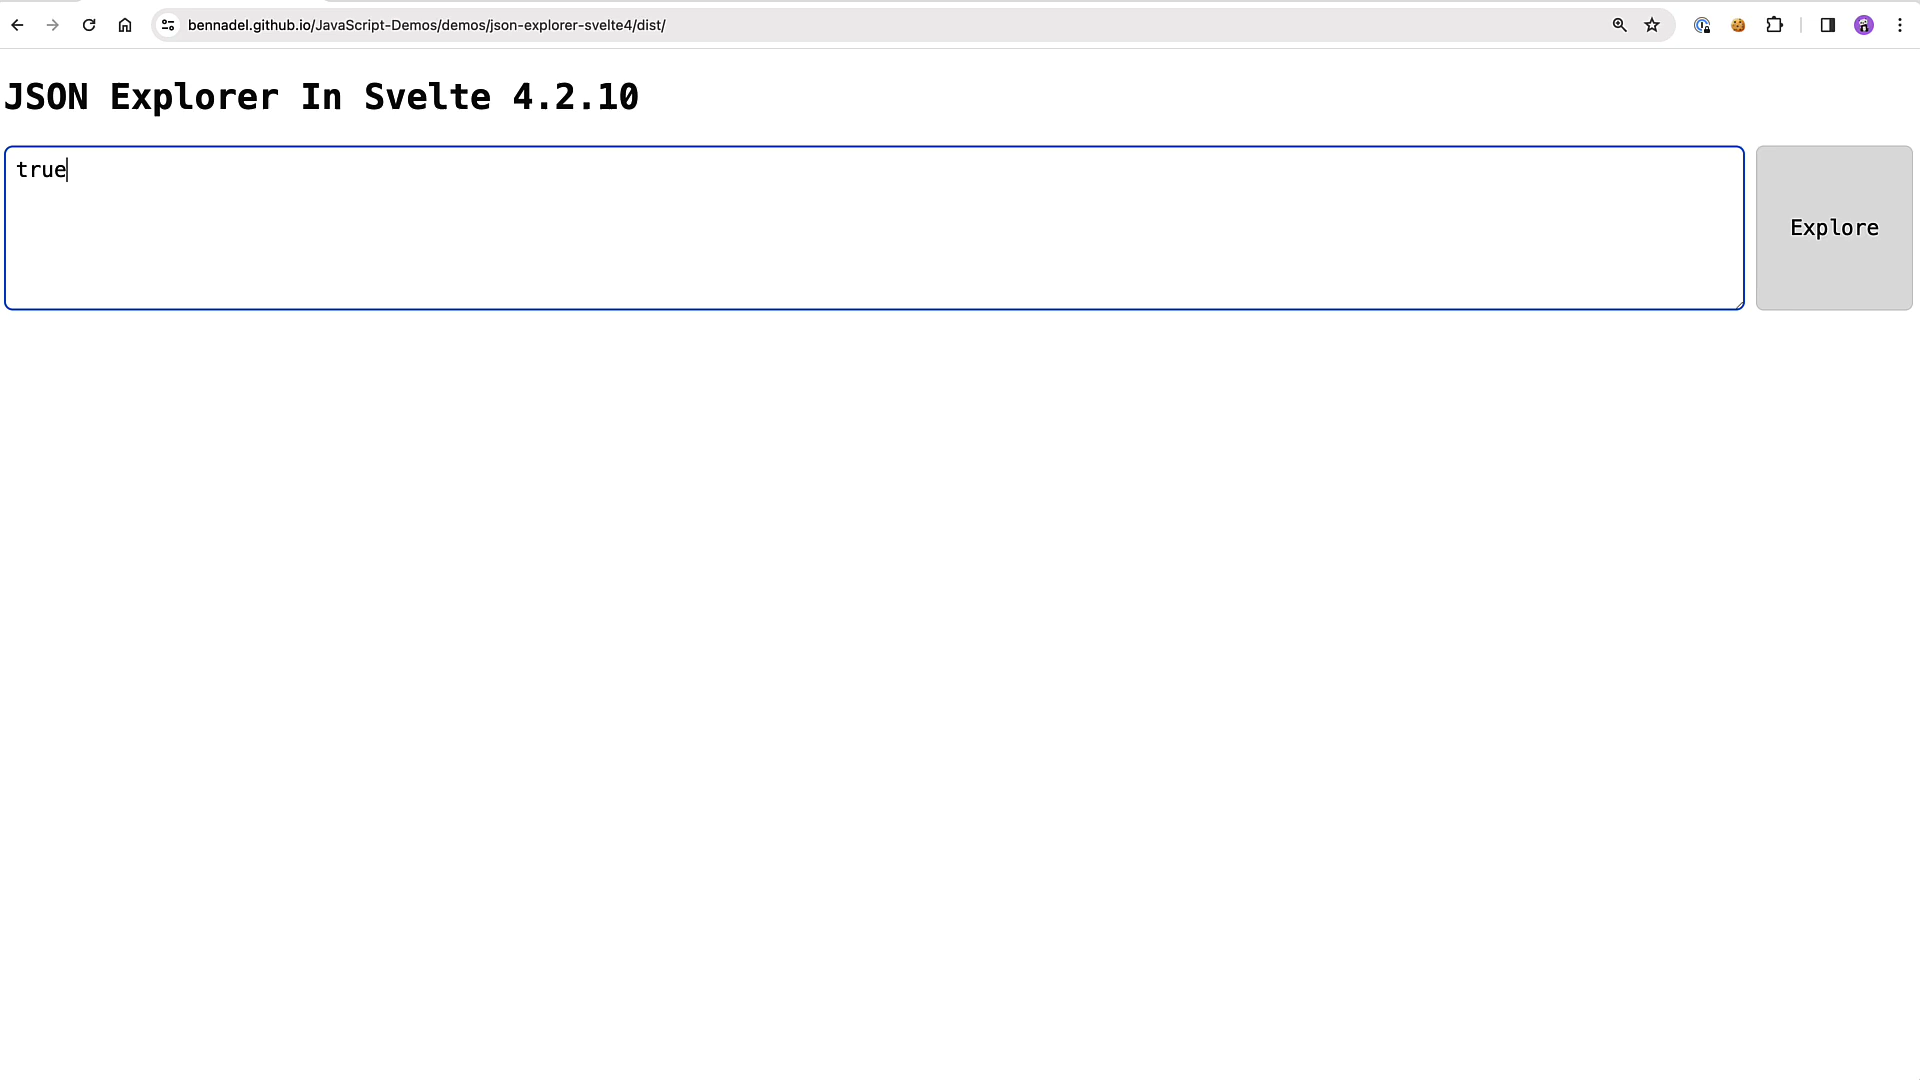 bennadel.github.io/JavaScript-Demos/demos/json-explorer-svelte4/dist/
JSON Explorer In Svelte 4.2.10
true
Explore